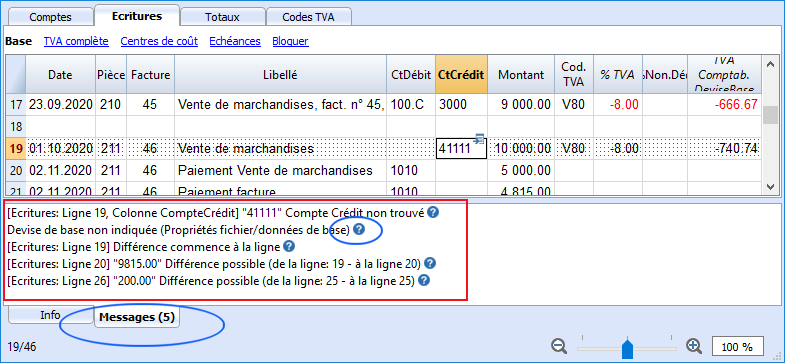 Comptes Ecritures Totaux Codes TVA
Base TVA complète Centres de coût Echéances Bloquer
Date Pièce Facture Libellé CtDébit CtCrédit Montant Cod. TVA % TVA TVA Comptab. DeviseBase
17 23.09.2020 210 45 Vente de marchandises, fact. n° 45, 100.C 3000 9 000.00 V80 -8.00 -666.67
18
19 01.10.2020 211 46 Vente de marchandises 41111 10 000.00 V80 -8.00 -740.74
20 02.11.2020 211 46 Paiement Vente de marchandises 1010 5 000.00
21 02.11.2020 211 46 Paiement facture 1010 4 815.00
[Ecritures: Ligne 19, Colonne CompteCrédit] "41111" Compte Crédit non trouvé ?
Devise de base non indiquée (Propriétés fichier/données de base) ?
[Ecritures: Ligne 19] Différence commence à la ligne ?
[Ecritures: Ligne 20] "9815.00" Différence possible (de la ligne: 19 - à la ligne 20) ?
[Ecritures: Ligne 26] "200.00" Différence possible (de la ligne: 25 - à la ligne 25) ?
Info Messages (5)
19/46 100 %